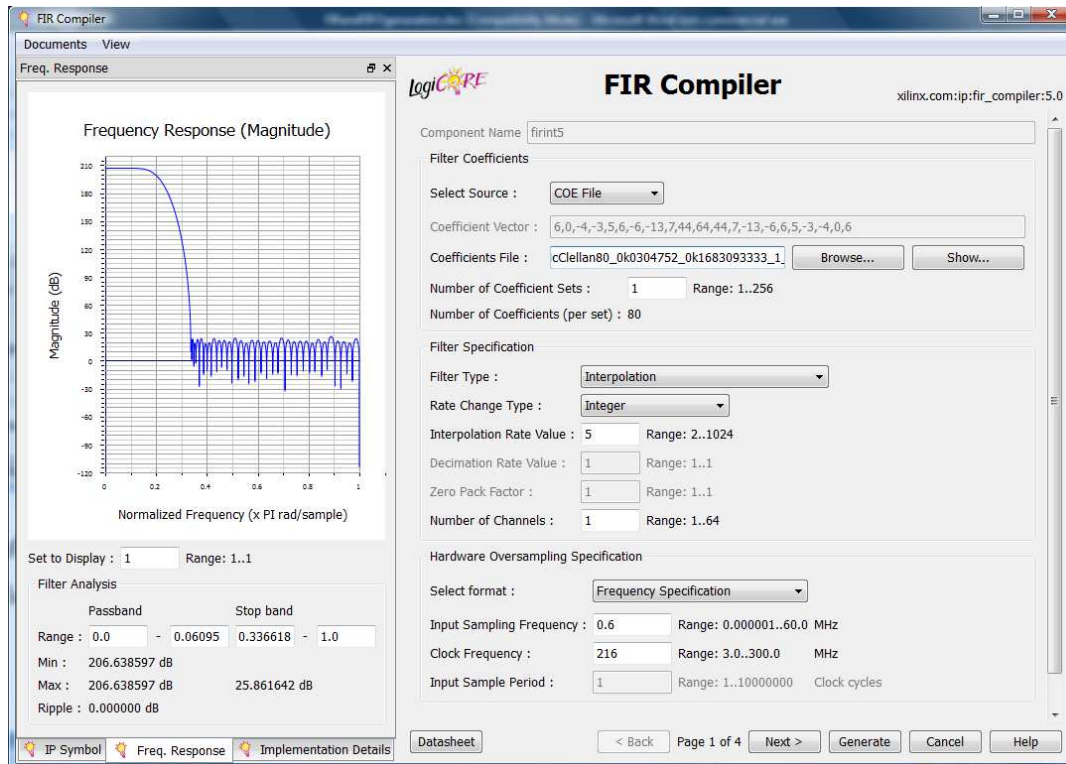 FIR Compiler
Documents View
Freq. Response
Frequency Response (Magnitude)
Magnitude (dB)
210
180
150
120
90
60
30
0
-30
-60
-90
-120
0 0.2 0.4 0.6 0.8 1
Normalized Frequency (x PI rad/sample)
Set to Display : 1 Range: 1..1
Filter Analysis
Passband Stop band
Range : 0.0 - 0.06095 0.336618 - 1.0
Min : 206.638597 dB
Max : 206.638597 dB 25.861642 dB
Ripple : 0.000000 dB
IP Symbol Freq. Response Implementation Details
LogiCORE
FIR Compiler
xilinx.com:ip:fir_compiler:5.0
Component Name firint5
Filter Coefficients
Select Source : COE File
Coefficient Vector : 6,0,-4,-3,5,6,-6,-13,7,44,64,44,7,-13,-6,6,5,-3,-4,0,6
Coefficients File : cClellan80_0k0304752_0k1683093333_1_ Browse... Show...
Number of Coefficient Sets : 1 Range: 1..256
Number of Coefficients (per set) : 80
Filter Specification
Filter Type : Interpolation
Rate Change Type : Integer
Interpolation Rate Value : 5 Range: 2..1024
Decimation Rate Value : 1 Range: 1..1
Zero Pack Factor : 1 Range: 1..1
Number of Channels : 1 Range: 1..64
Hardware Oversampling Specification
Select format : Frequency Specification
Input Sampling Frequency : 0.6 Range: 0.000001..60.0 MHz
Clock Frequency : 216 Range: 3.0..300.0 MHz
Input Sample Period : 1 Range: 1..10000000 Clock cycles
Datasheet < Back Page 1 of 4 Next > Generate Cancel Help